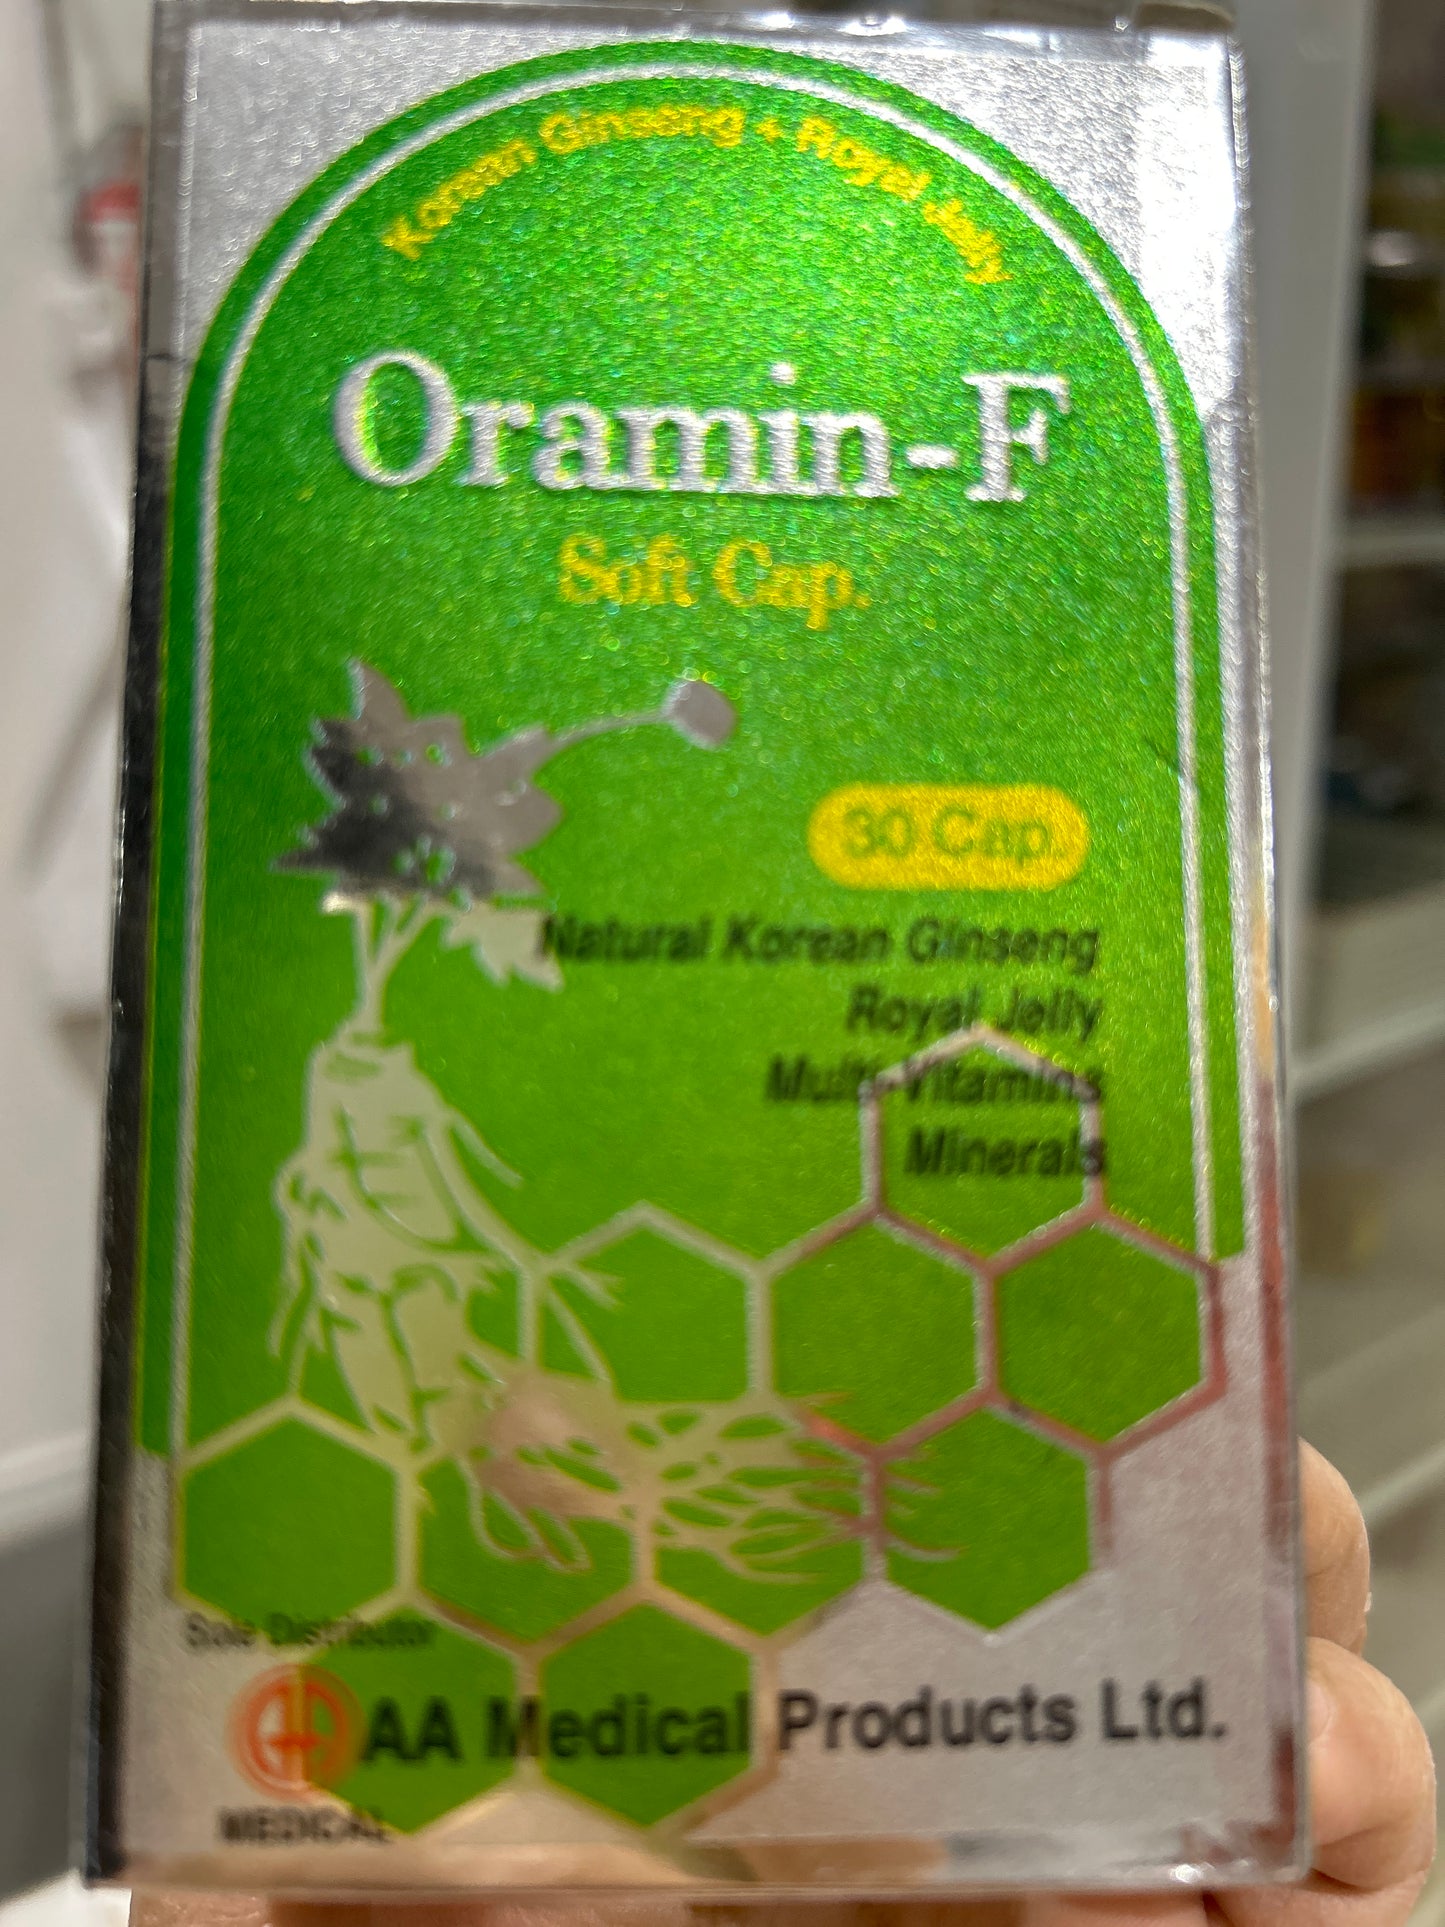 Korean Ginseng + Royal Jelly
Oramin-F
Soft Cap.
30 Cap.
Natural Korean Ginseng
Royal Jelly
Multi-Vitamins
Minerals
Sole Distributor
AA Medical Products Ltd.
MEDICAL